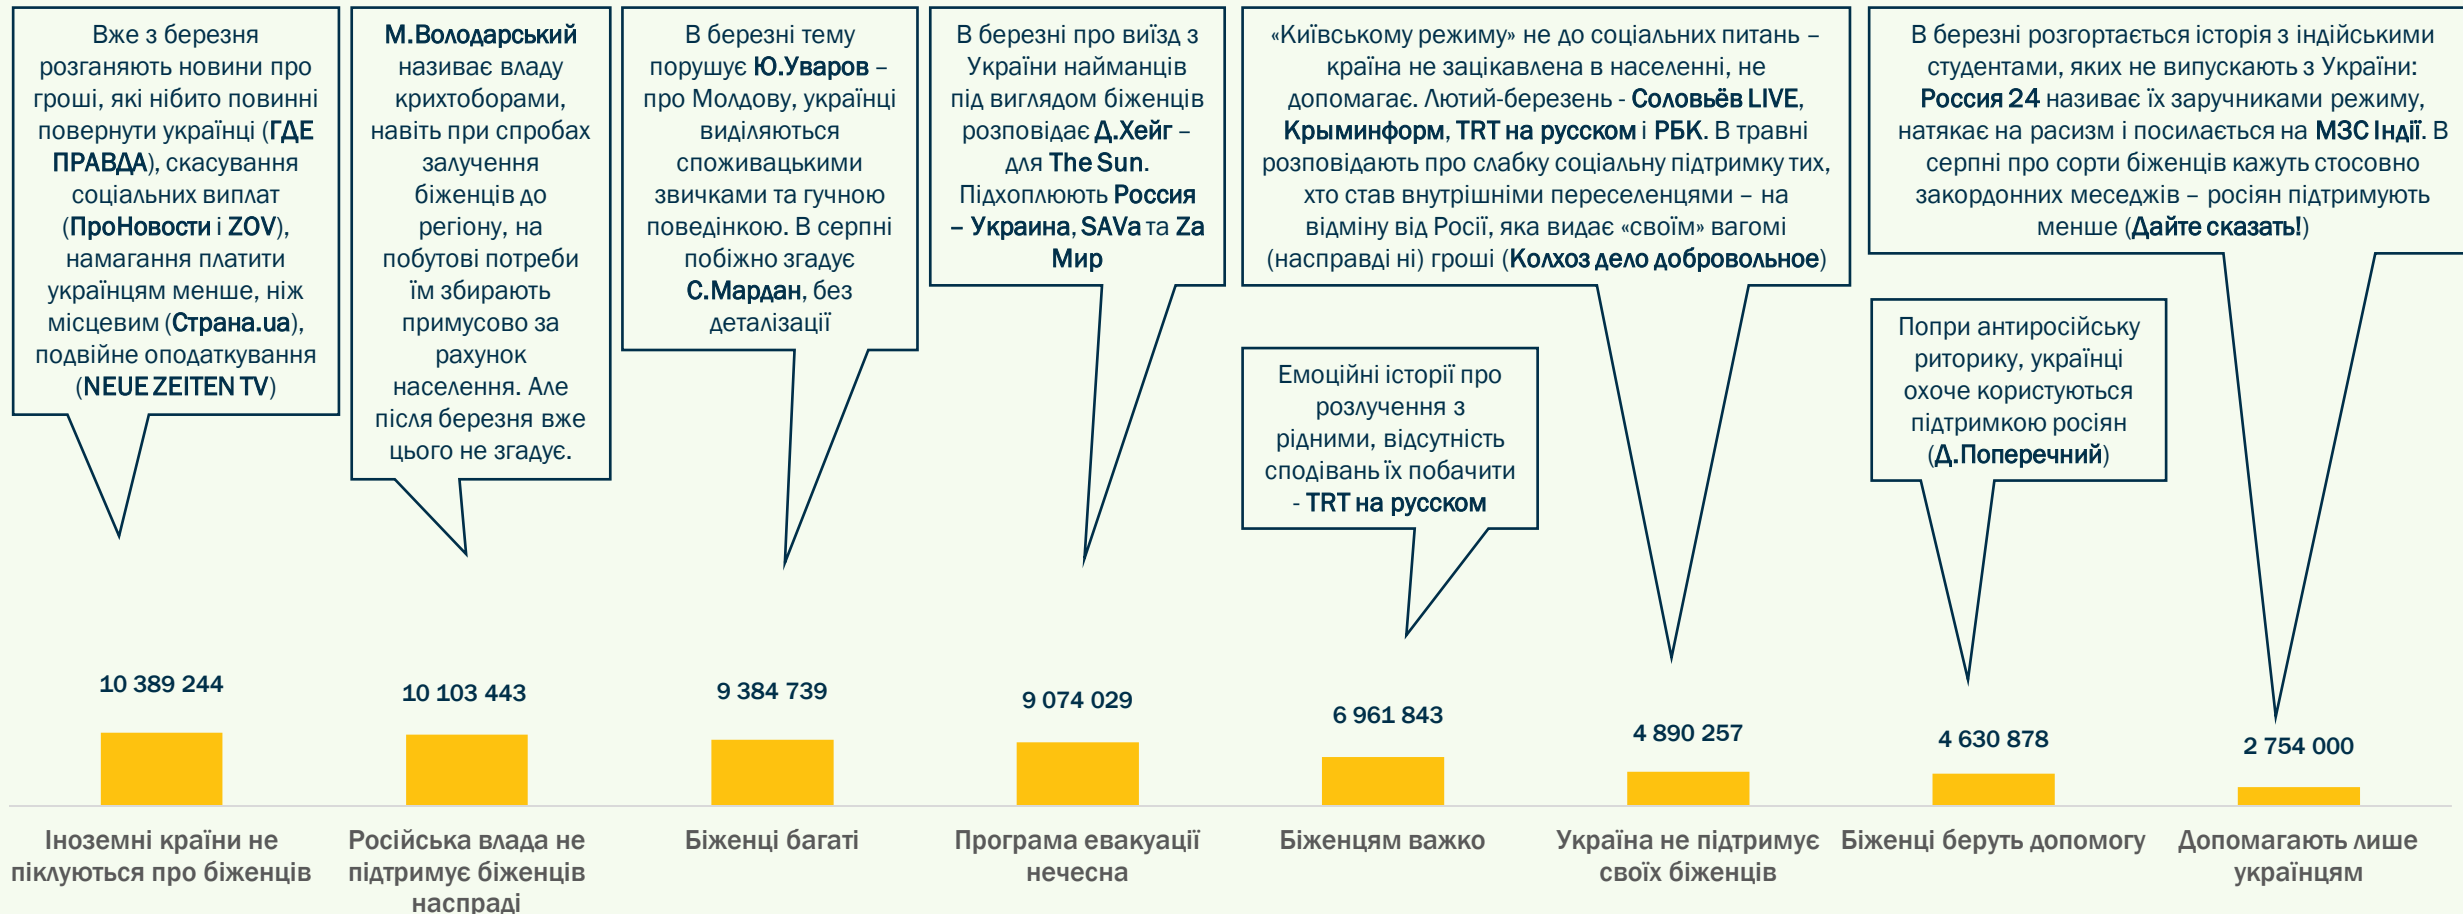 Вже з березня
розганяють новини про
гроші, які нібито повинні
повернути українці (ГДЕ
ПРАВДА), скасування
соціальних виплат
(ПроНовости і ZOV),
намагання платити
українцям менше, ніж
місцевим (Страна.ua),
подвійне оподаткування
(NEUE ZEITEN TV)
М.Володарський
називає владу
крихтоборами,
навіть при спробах
залучення
біженців до
регіону, на
побутові потреби
їм збирають
примусово за
рахунок
населення. Але
після березня вже
цього не згадує.
В березні тему
порушує Ю.Уваров –
про Молдову, українці
виділяються
споживацькими
звичками та гучною
поведінкою. В серпні
побіжно згадує
С.Мардан, без
деталізації
В березні про виїзд з
України найманців
під виглядом біженців
розповідає Д.Хейг –
для The Sun.
Підхоплюють Россия
– Украина, SAVa та Za
Мир
«Київському режиму» не до соціальних питань –
країна не зацікавлена в населенні, не
допомагає. Лютий-березень - Соловьёв LIVE,
Крыминформ, TRT на русском і РБК. В травні
розповідають про слабку соціальну підтримку тих,
хто став внутрішніми переселенцями – на
відміну від Росії, яка видає «своїм» вагомі
(насправді ні) гроші (Колхоз дело добровольное)
В березні розгортається історія з індійськими
студентами, яких не випускають з України:
Россия 24 називає їх заручниками режиму,
натякає на расизм і посилається на МЗС Індії. В
серпні про сорти біженців кажуть стосовно
закордонних меседжів – росіян підтримують
менше (Дайте сказать!)
Емоційні історії про
розлучення з
рідними, відсутність
сподівань їх побачити
- TRT на русском
Попри антиросійську
риторику, українці
охоче користуються
підтримкою росіян
(Д.Поперечний)
10 389 244
10 103 443
9 384 739
9 074 029
6 961 843
4 890 257
4 630 878
2 754 000
Іноземні країни не
піклуються про біженців
Російська влада не
підтримує біженців
наспраді
Біженці багаті
Програма евакуації
нечесна
Біженцям важко
Україна не підтримує
своїх біженців
Біженці беруть допомогу
Допомагають лише
українцям